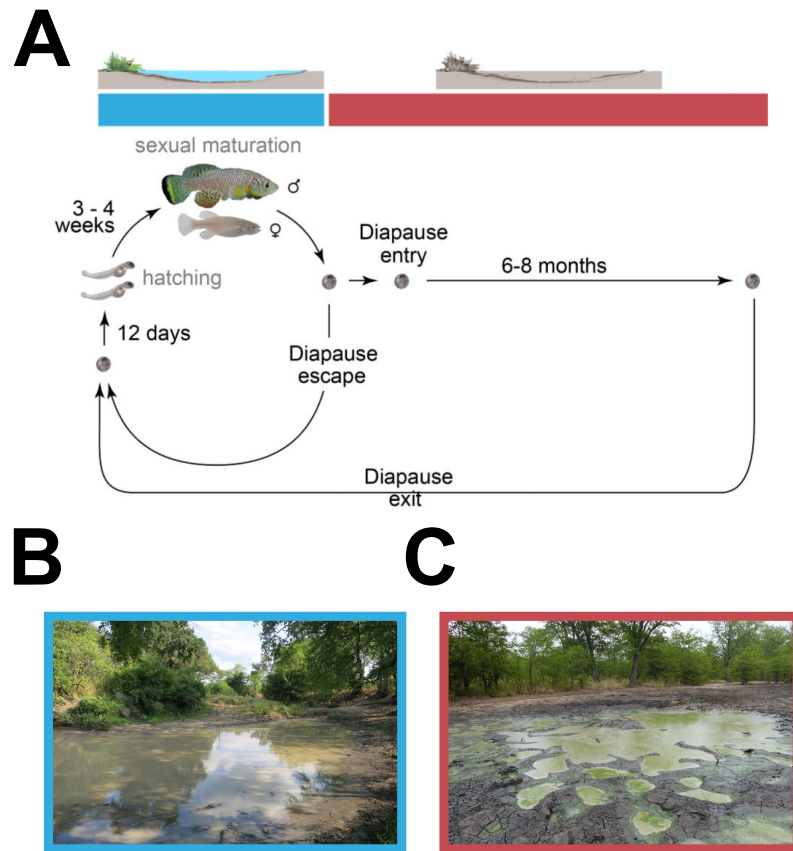 A
sexual maturation
♂
3 - 4
weeks
♀
Diapause
entry
6-8 months
hatching
12 days
Diapause
escape
Diapause
exit
B
C